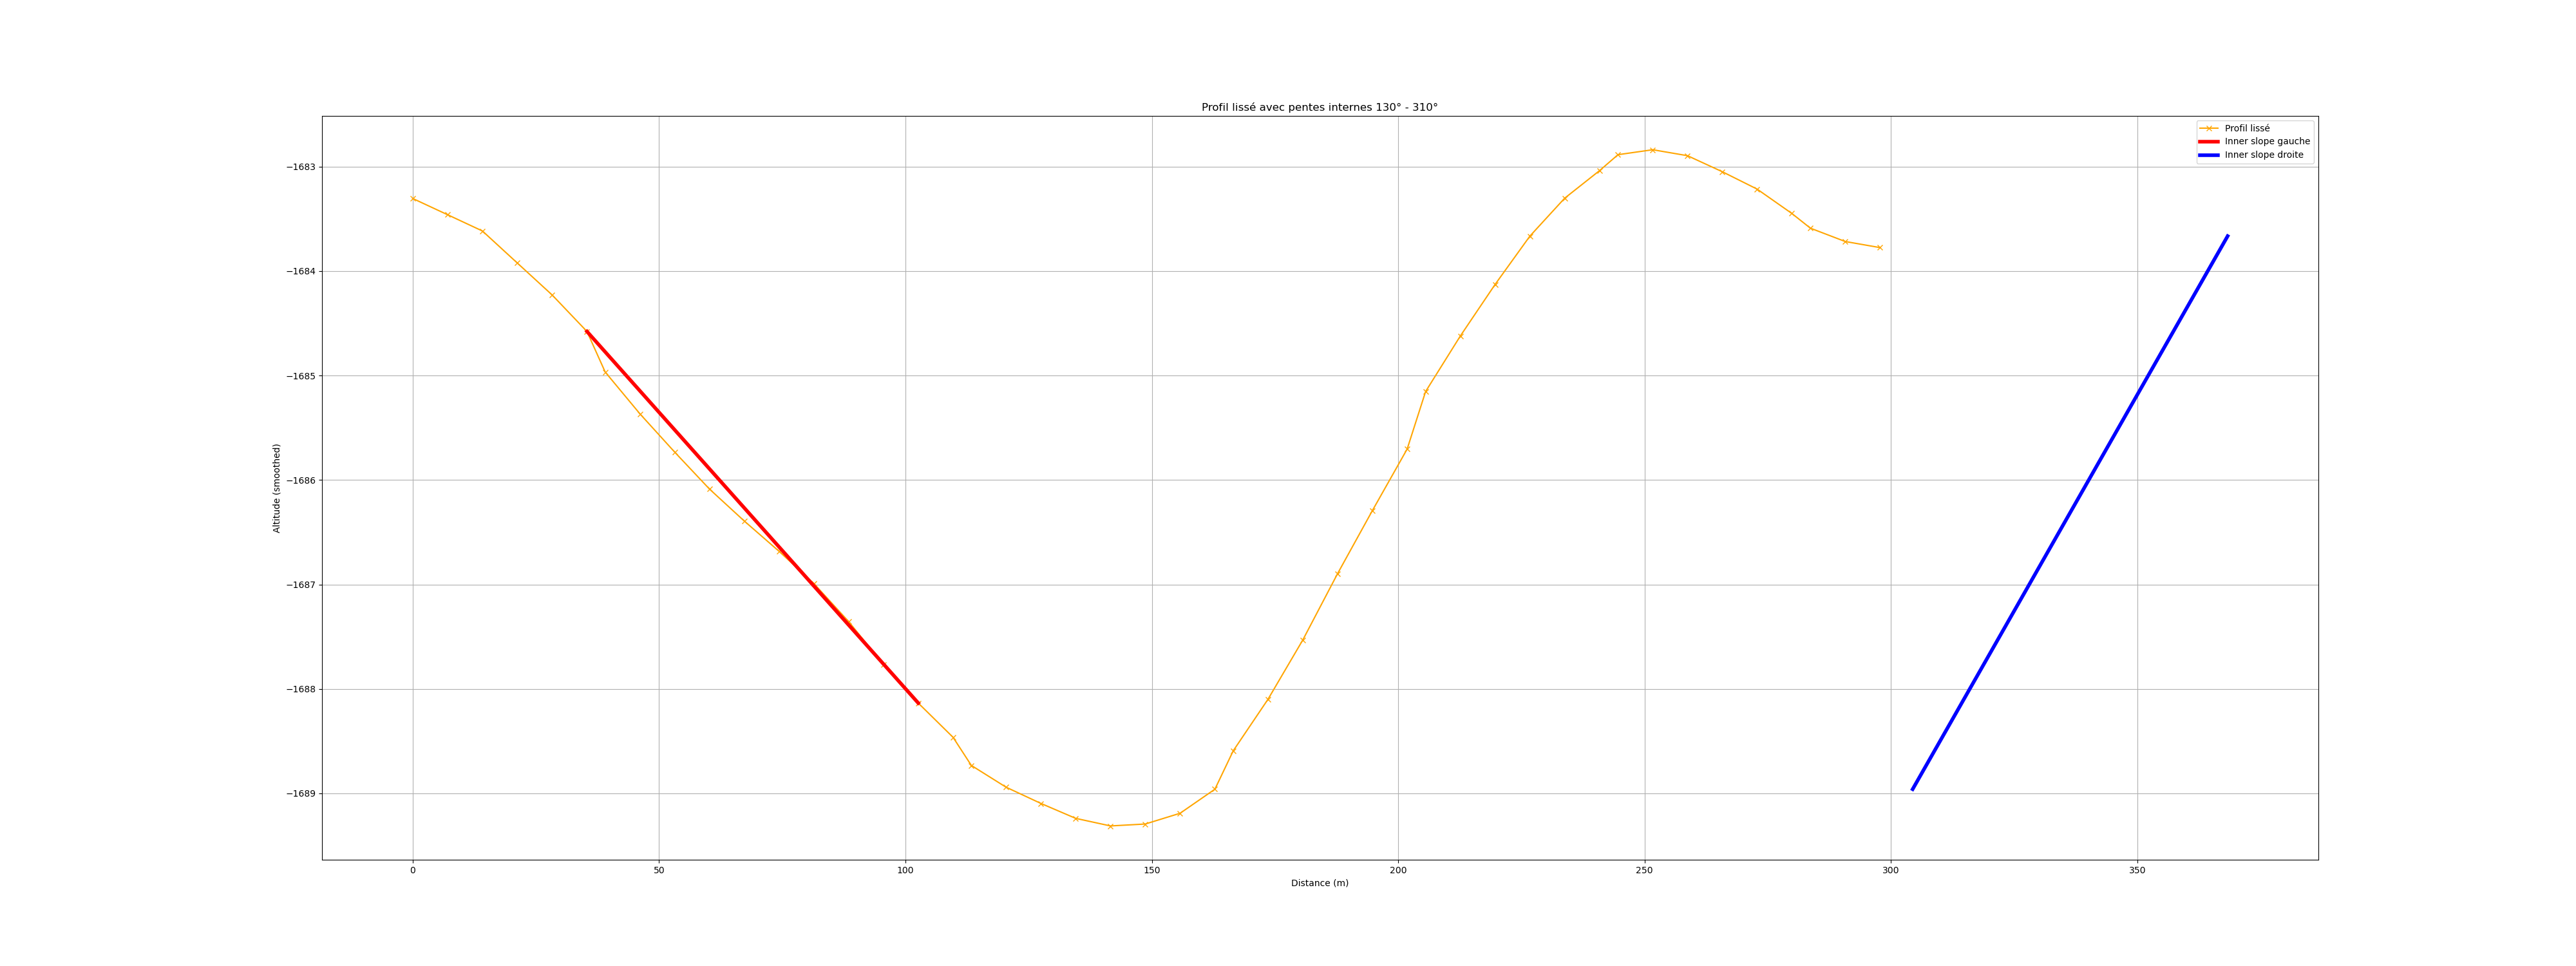 Profil lissé avec pentes internes 130° - 310°
Profil lissé
Inner slope gauche
Inner slope droite
−1683
−1684
−1685
−1686
−1687
−1688
−1689
Altitude (smoothed)
0 50 100 150 200 250 300 350
Distance (m)